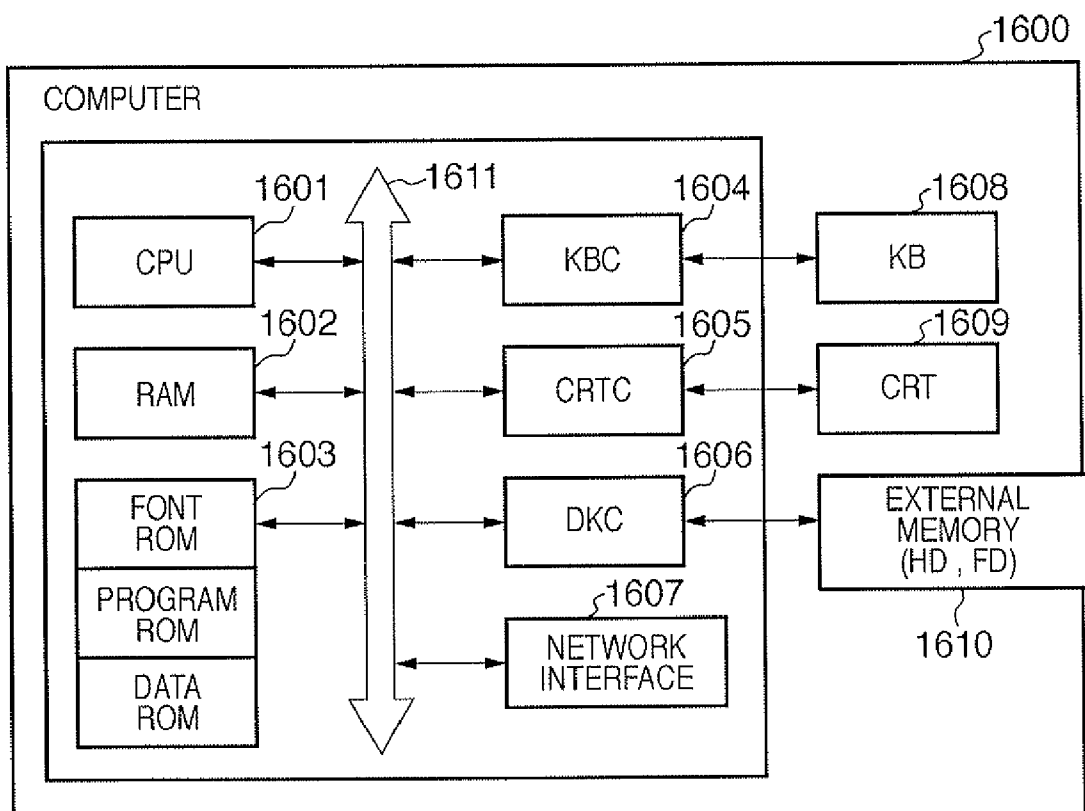 1600
COMPUTER
1601
CPU
1611
1604
KBC
1608
KB
1602
RAM
1605
CRTC
1609
CRT
1603
FONT
ROM
PROGRAM
ROM
DATA
ROM
1606
DKC
EXTERNAL
MEMORY
(HD , FD)
1610
1607
NETWORK
INTERFACE